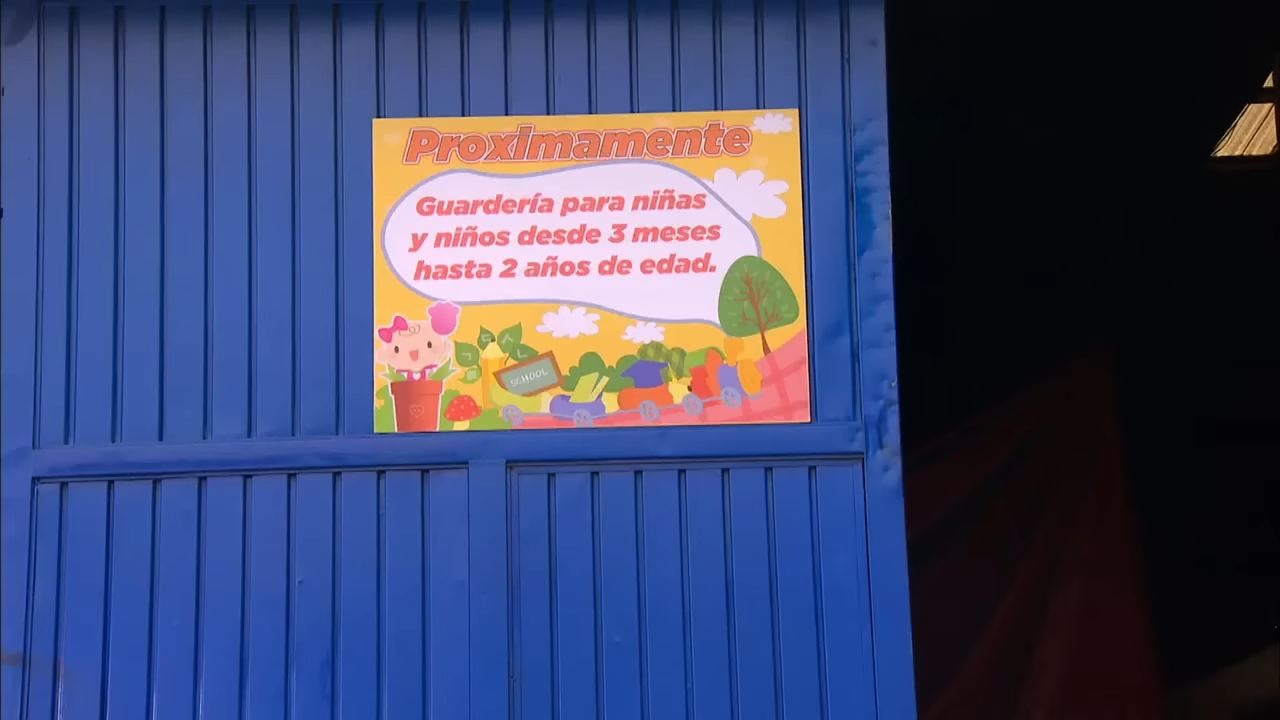 Proximamente
Guardería para niñas
y niños desde 3 meses
hasta 2 años de edad.
SCHOOL